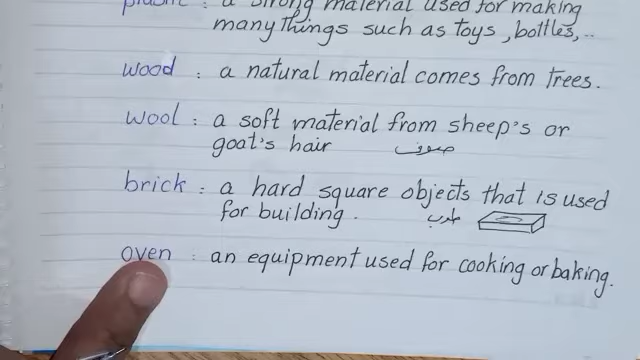 plastic : a strong material used for making
many things such as toys, bottles, ..
wood : a natural material comes from trees.
wool : a soft material from sheep's or
goat's hair صوف
brick : a hard square objects that is used
for building. طوب
oven : an equipment used for cooking or baking.